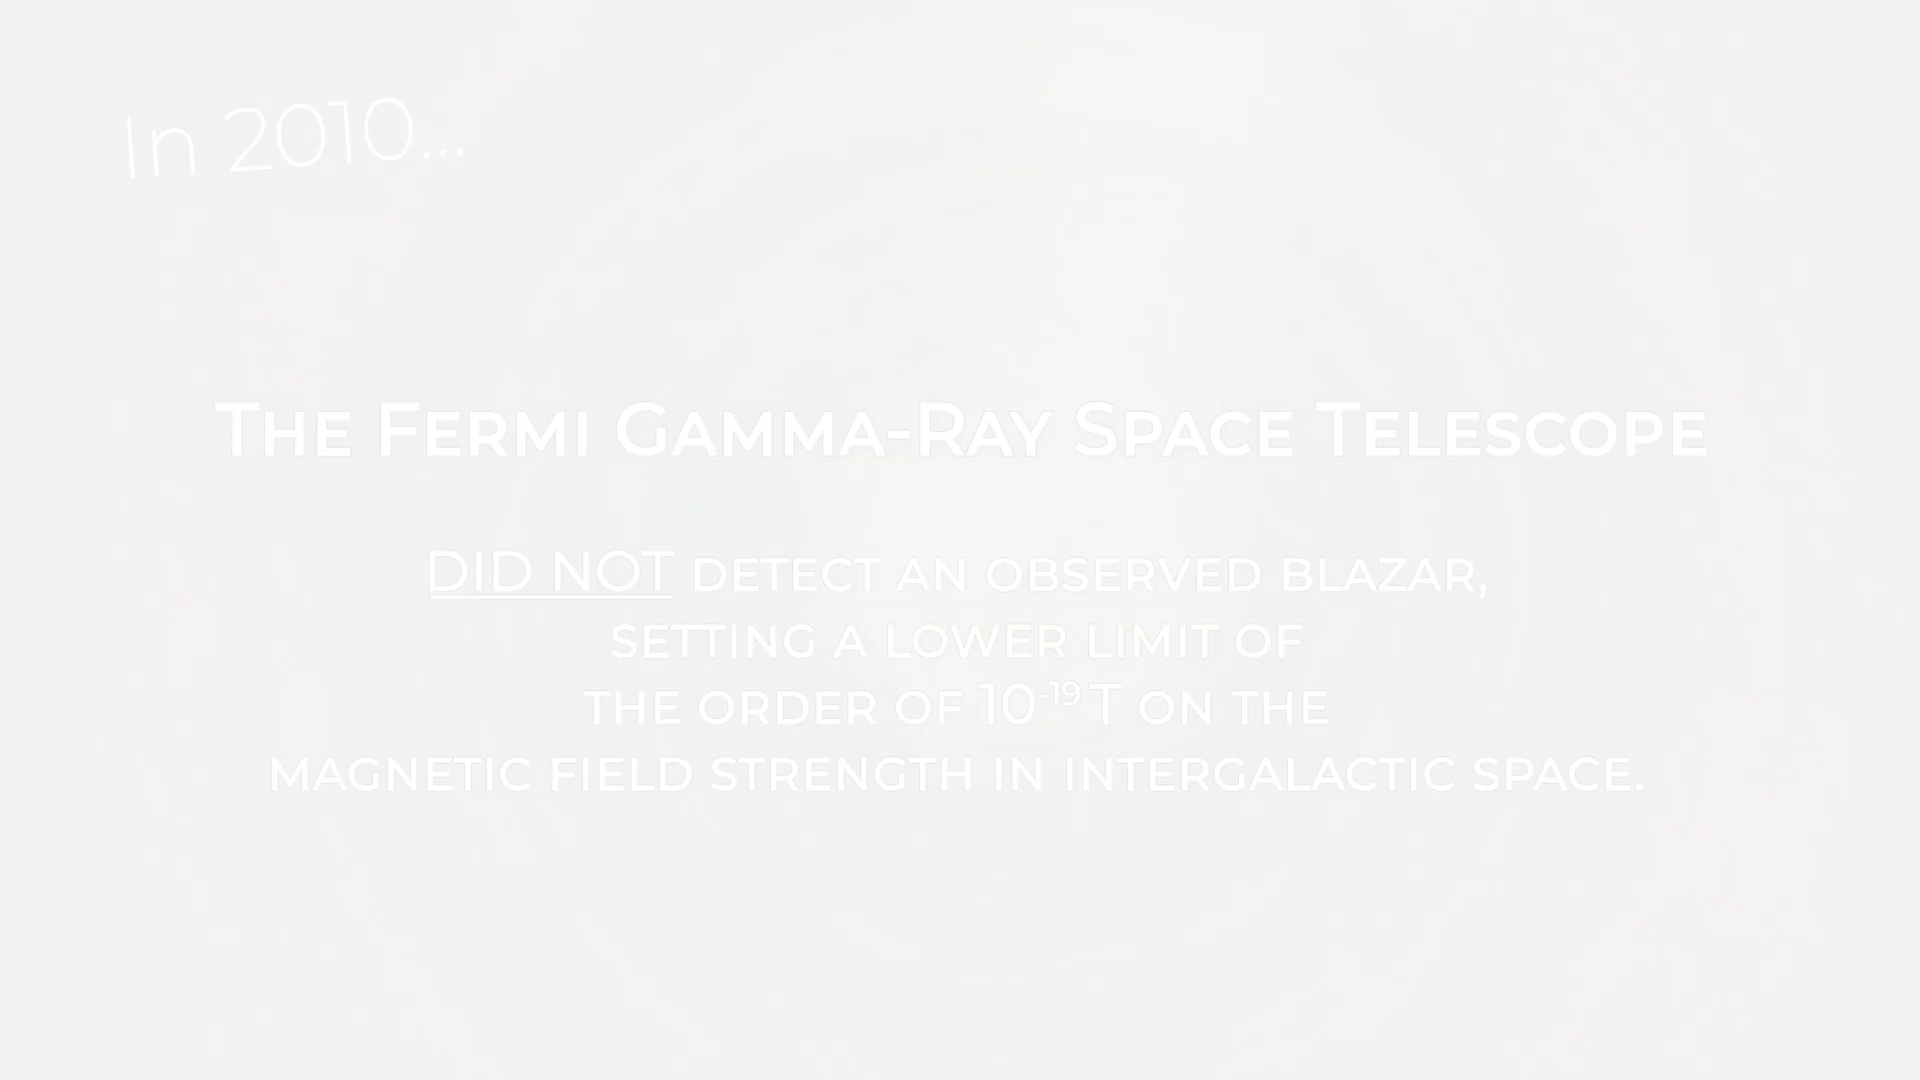 In 2010...
The Fermi Gamma-Ray Space Telescope
DID NOT detect an observed blazar,
setting a lower limit of
the order of 10⁻¹⁹ T on the
magnetic field strength in intergalactic space.